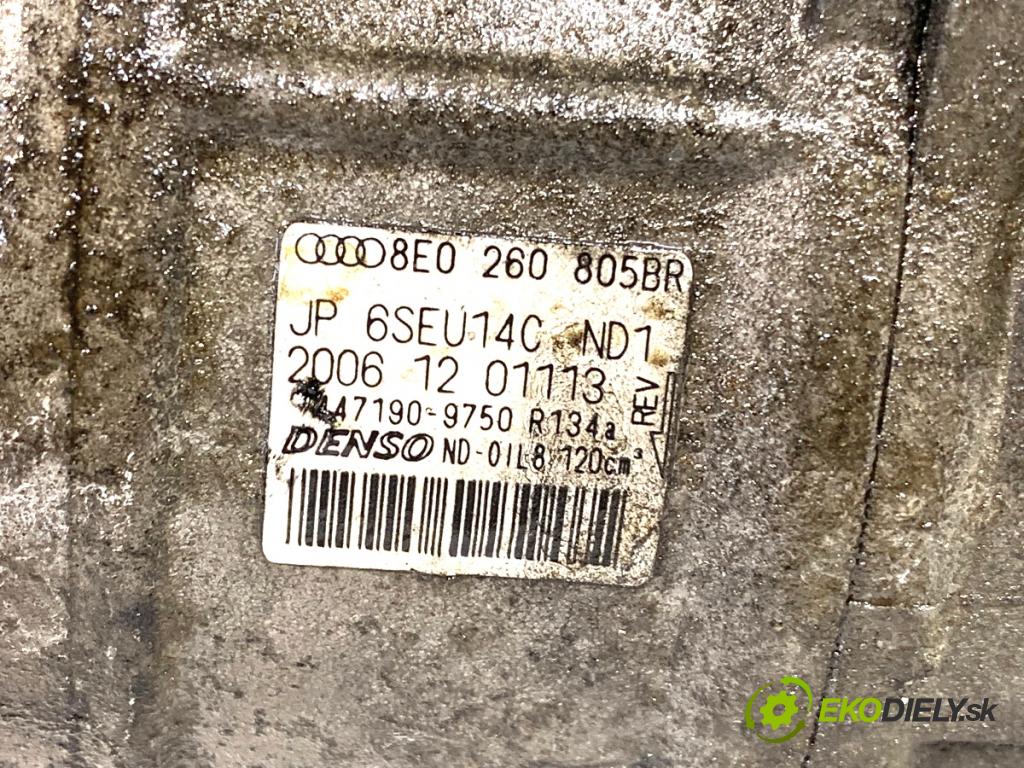 8E0 260 805BR
JP 6SEU14C ND1
2006 12 01113
447190-9750 R134a
REV
DENSO ND-OIL8/120cm³
EKODIELY.sk